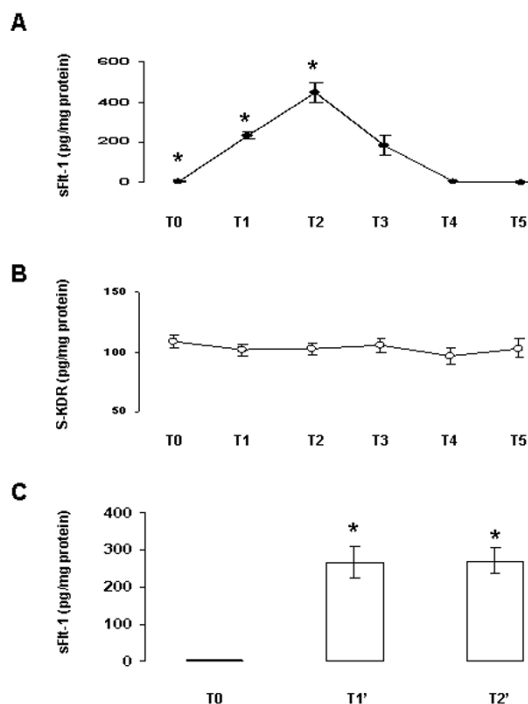 A
sFlt-1 (pg/mg protein)
600
400
200
0
*
*
*
T0 T1 T2 T3 T4 T5
B
S-KDR (pg/mg protein)
150
100
50
T0 T1 T2 T3 T4 T5
C
sFlt-1 (pg/mg protein)
400
300
200
100
0
*
*
T0 T1' T2'